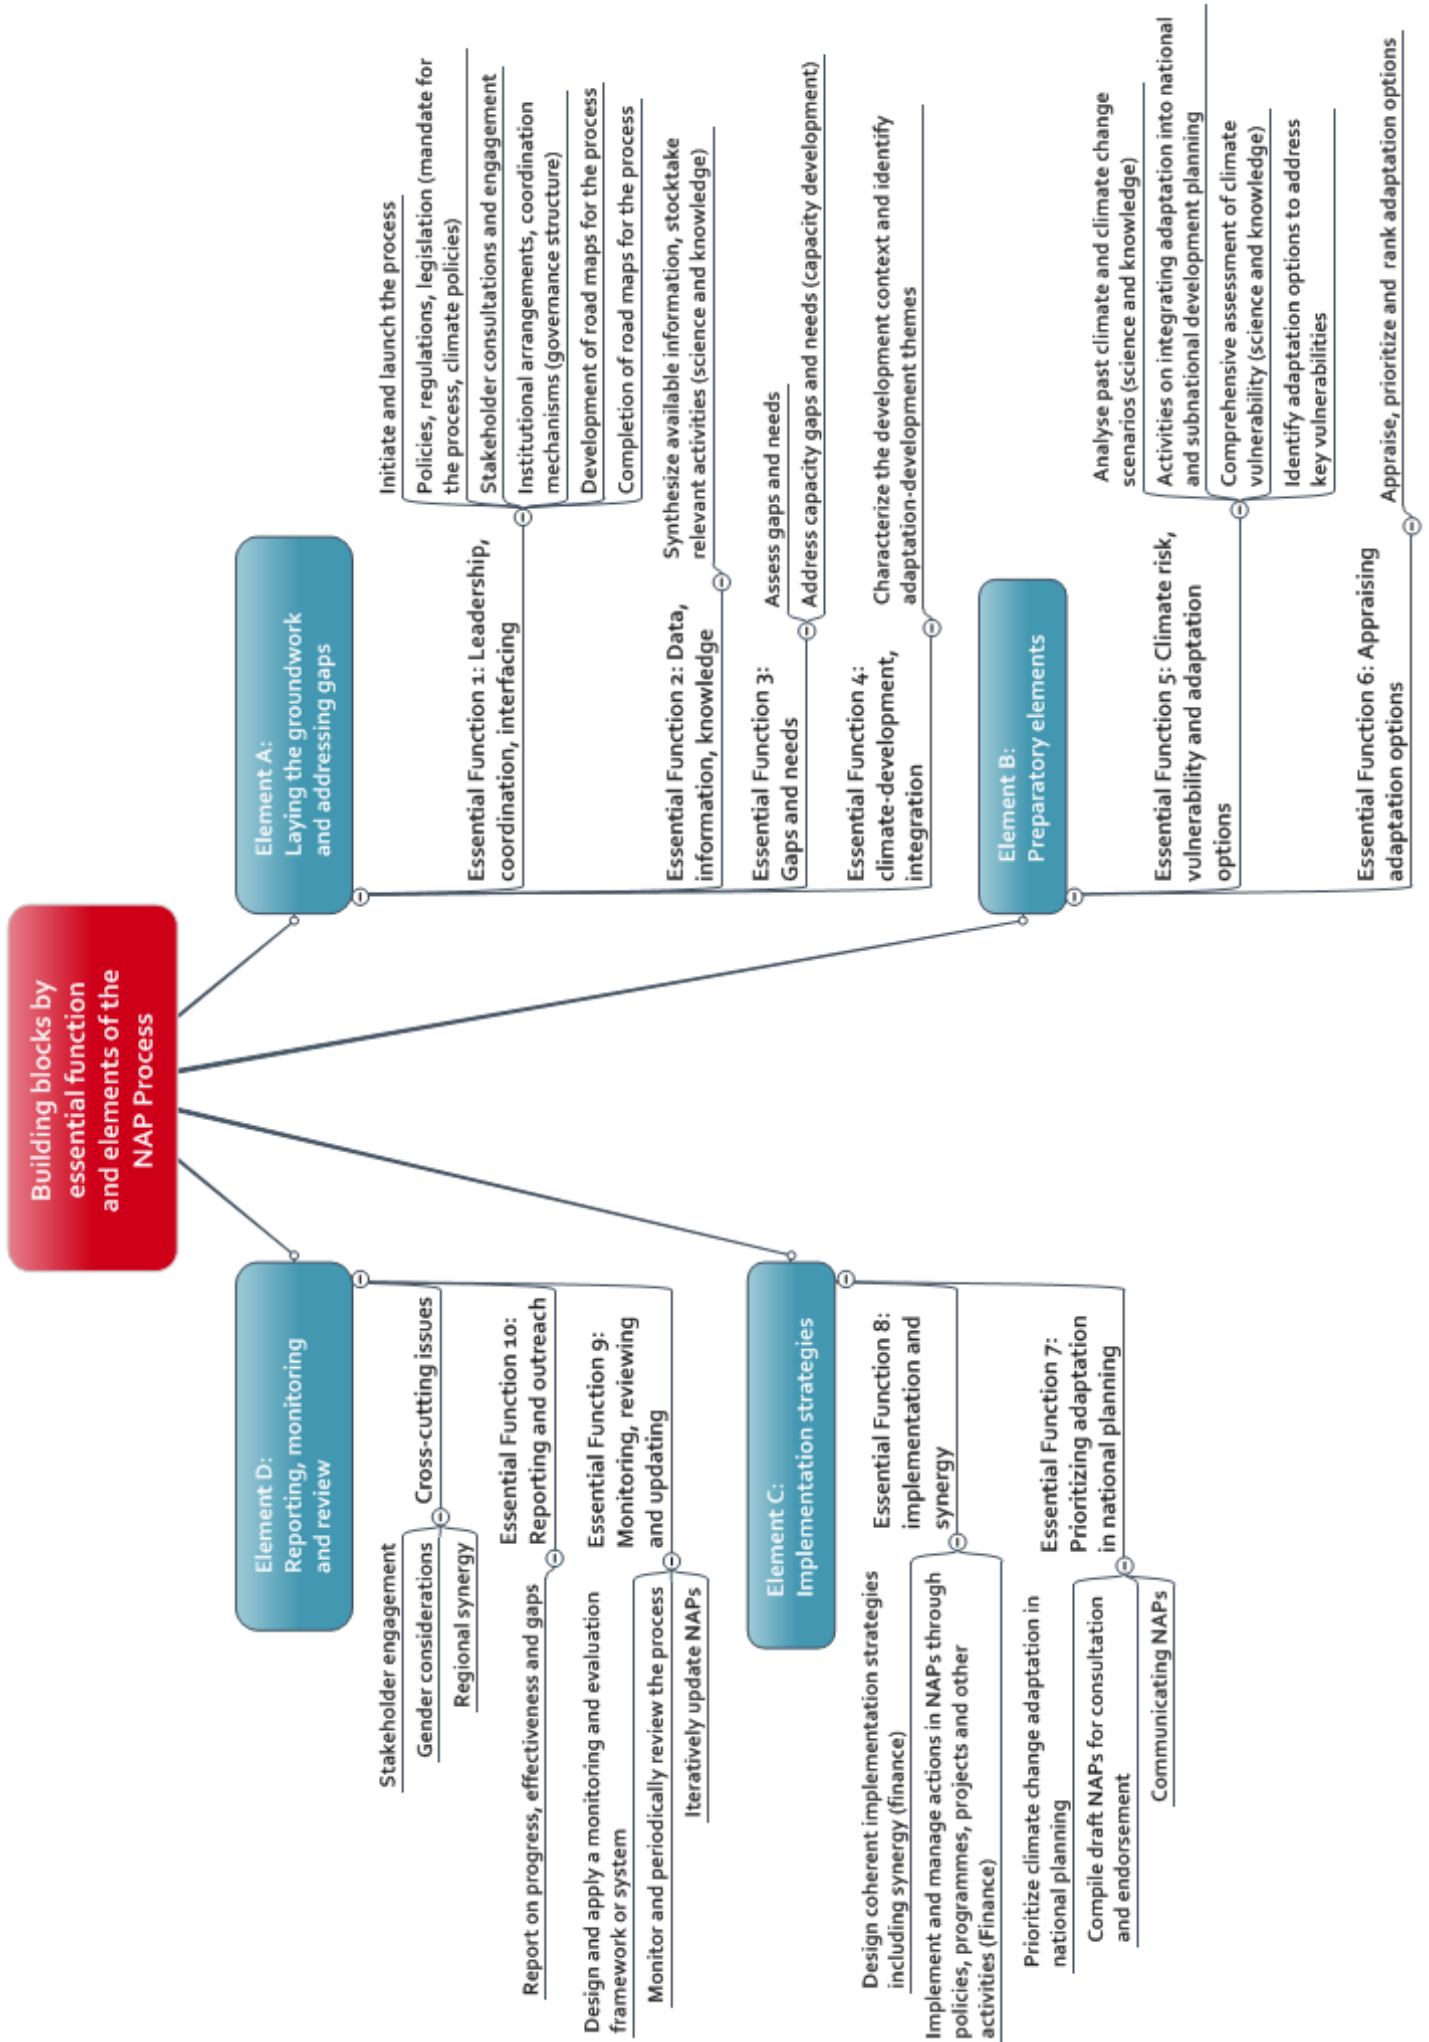 Building blocks by
essential function
and elements of the
NAP Process
Element A:
Laying the groundwork
and addressing gaps
Essential Function 1: Leadership,
coordination, interfacing
Initiate and launch the process
Policies, regulations, legislation (mandate for
the process, climate policies)
Stakeholder consultations and engagement
Institutional arrangements, coordination
mechanisms (governance structure)
Development of road maps for the process
Completion of road maps for the process
Essential Function 2: Data,
information, knowledge
Synthesize available information, stocktake
relevant activities (science and knowledge)
Essential Function 3:
Gaps and needs
Assess gaps and needs
Address capacity gaps and needs (capacity development)
Essential Function 4:
climate-development,
integration
Characterize the development context and identify
adaptation-development themes
Element B:
Preparatory elements
Essential Function 5: Climate risk,
vulnerability and adaptation
options
Analyse past climate and climate change
scenarios (science and knowledge)
Activities on integrating adaptation into national
and subnational development planning
Comprehensive assessment of climate
vulnerability (science and knowledge)
Identify adaptation options to address
key vulnerabilities
Essential Function 6: Appraising
adaptation options
Appraise, prioritize and rank adaptation options
Element D:
Reporting, monitoring
and review
Cross-cutting issues
Stakeholder engagement
Gender considerations
Regional synergy
Essential Function 10:
Reporting and outreach
Report on progress, effectiveness and gaps
Essential Function 9:
Monitoring, reviewing
and updating
Design and apply a monitoring and evaluation
framework or system
Monitor and periodically review the process
Iteratively update NAPs
Element C:
Implementation strategies
Essential Function 8:
implementation and
synergy
Design coherent implementation strategies
including synergy (finance)
Implement and manage actions in NAPs through
policies, programmes, projects and other
activities (Finance)
Essential Function 7:
Prioritizing adaptation
in national planning
Prioritize climate change adaptation in
national planning
Compile draft NAPs for consultation
and endorsement
Communicating NAPs